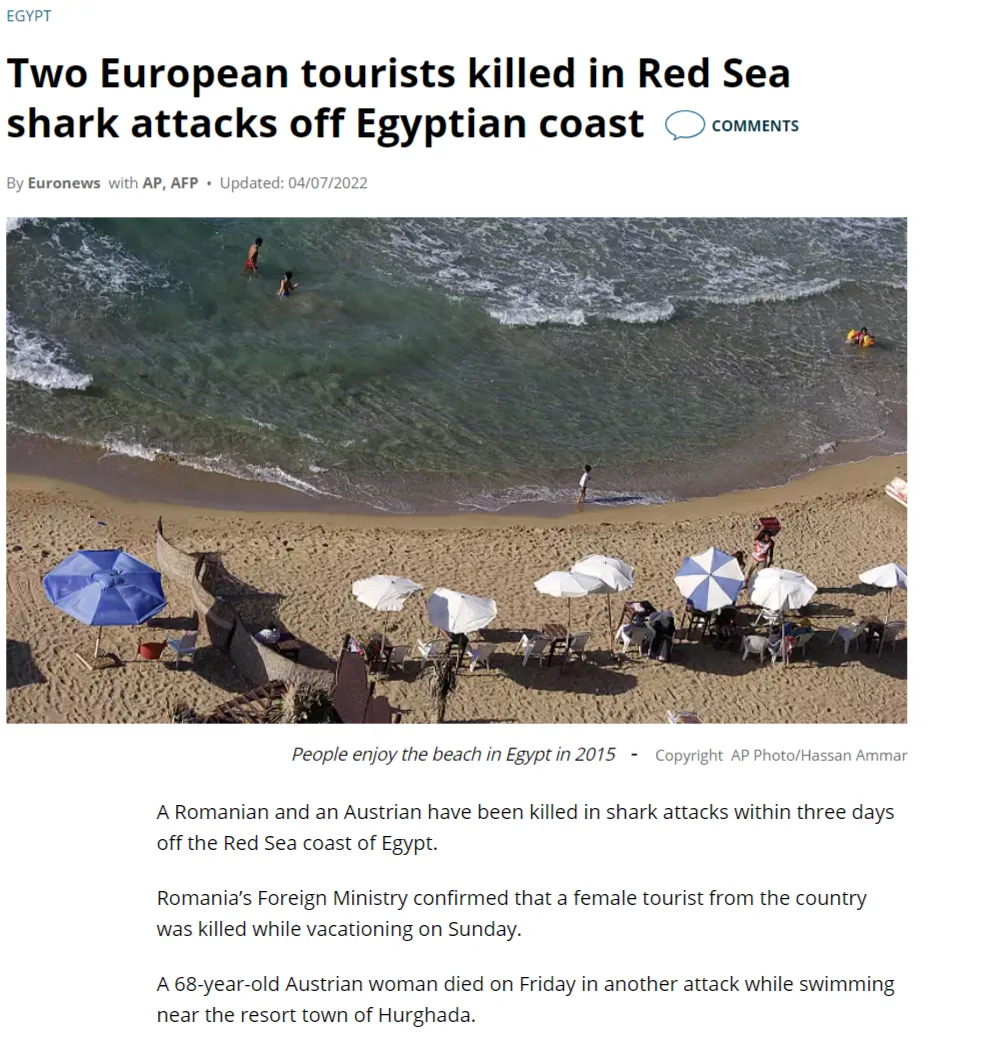 EGYPT
Two European tourists killed in Red Sea
shark attacks off Egyptian coast COMMENTS
By Euronews with AP, AFP • Updated: 04/07/2022
People enjoy the beach in Egypt in 2015 - Copyright AP Photo/Hassan Ammar
A Romanian and an Austrian have been killed in shark attacks within three days
off the Red Sea coast of Egypt.
Romania’s Foreign Ministry confirmed that a female tourist from the country
was killed while vacationing on Sunday.
A 68-year-old Austrian woman died on Friday in another attack while swimming
near the resort town of Hurghada.